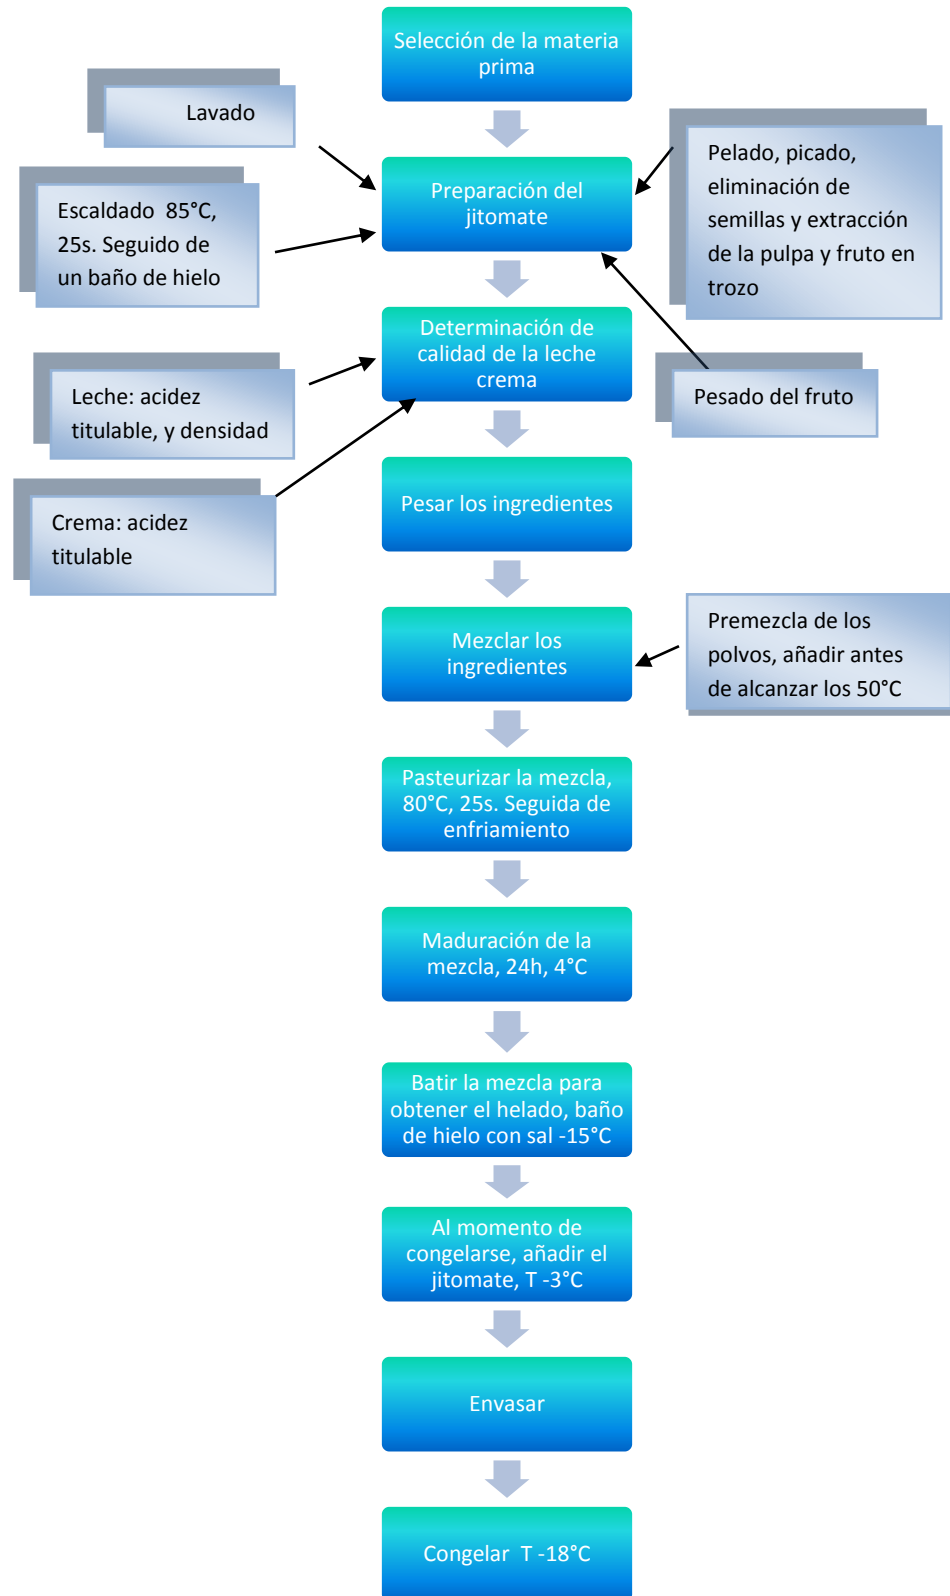 Selección de la materia
prima
Lavado
Preparación del
jitomate
Pelado, picado,
eliminación de
semillas y extracción
de la pulpa y fruto en
trozo
Escaldado 85°C,
25s. Seguido de
un baño de hielo
Determinación de
calidad de la leche
crema
Leche: acidez
titulable, y densidad
Pesado del fruto
Pesar los ingredientes
Crema: acidez
titulable
Mezclar los
ingredientes
Premezcla de los
polvos, añadir antes
de alcanzar los 50°C
Pasteurizar la mezcla,
80°C, 25s. Seguida de
enfriamiento
Maduración de la
mezcla, 24h, 4°C
Batir la mezcla para
obtener el helado, baño
de hielo con sal -15°C
Al momento de
congelarse, añadir el
jitomate, T -3°C
Envasar
Congelar T -18°C